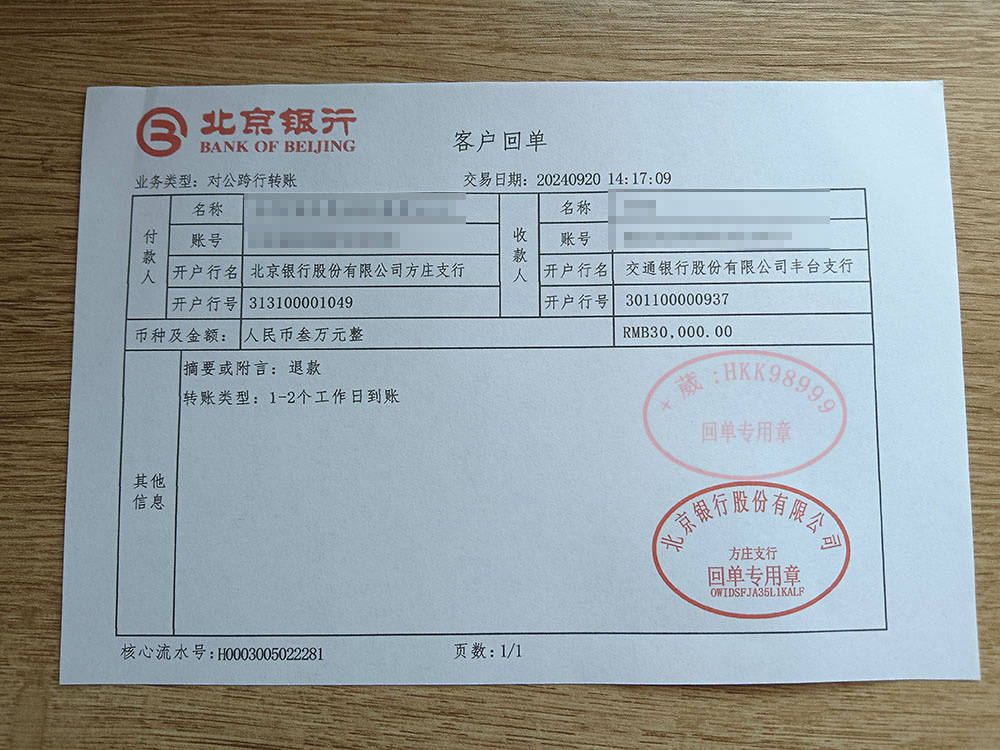 北京银行
BANK OF BEIJING
客户回单
业务类型：对公跨行转账
交易日期：20240920 14:17:09
付款人
名称
账号
开户行名 北京银行股份有限公司方庄支行
开户行号 313100001049
收款人
名称
账号
开户行名 交通银行股份有限公司丰台支行
开户行号 301100000937
币种及金额： 人民币叁万元整 RMB30,000.00
其他信息
摘要或附言：退款
转账类型：1-2个工作日到账
+葳:HKK98999
回单专用章
北京银行股份有限公司
方庄支行
回单专用章
OWIDSFJA35L1KALF
核心流水号：H0003005022281
页数：1/1